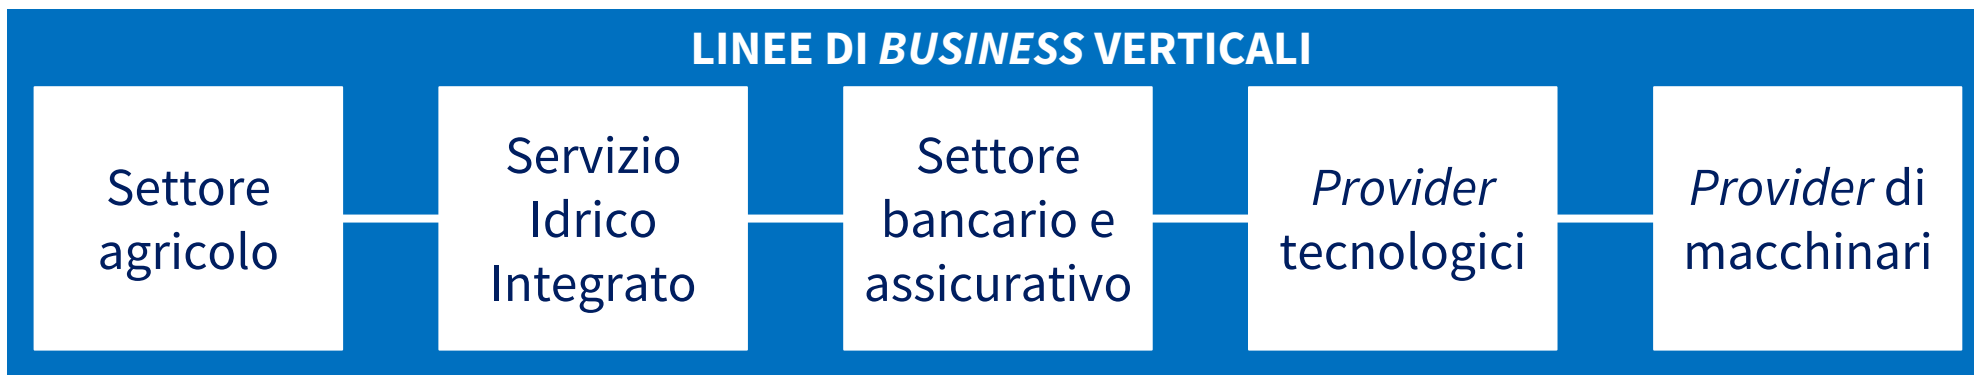 LINEE DI BUSINESS VERTICALI
Settore
agricolo
Servizio
Idrico
Integrato
Settore
bancario e
assicurativo
Provider
tecnologici
Provider di
macchinari